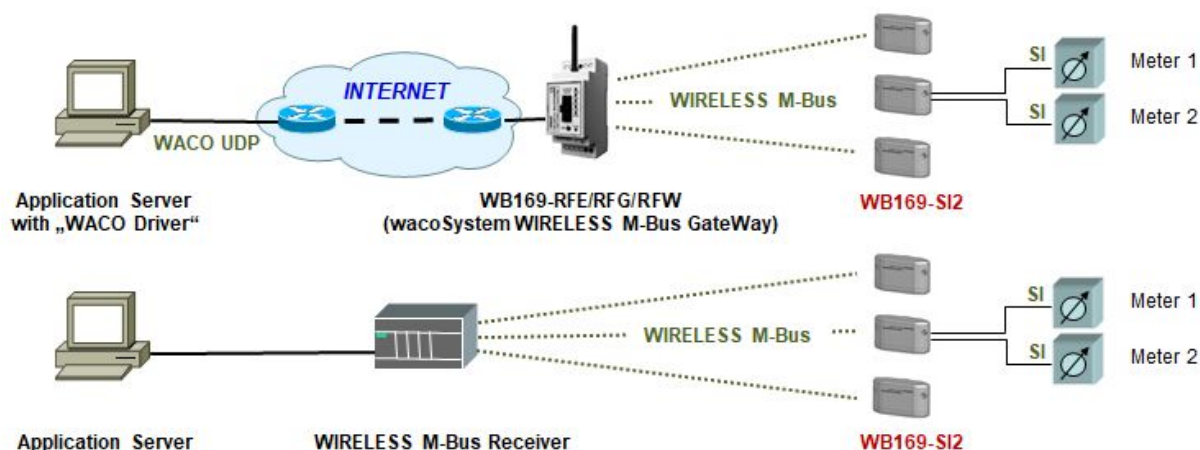 INTERNET
WACO UDP
WIRELESS M-Bus
SI
Meter 1
SI
Meter 2
Application Server
with „WACO Driver“
WB169-RFE/RFG/RFW
(wacoSystem WIRELESS M-Bus GateWay)
WB169-SI2
WIRELESS M-Bus
SI
Meter 1
SI
Meter 2
Application Server
WIRELESS M-Bus Receiver
WB169-SI2